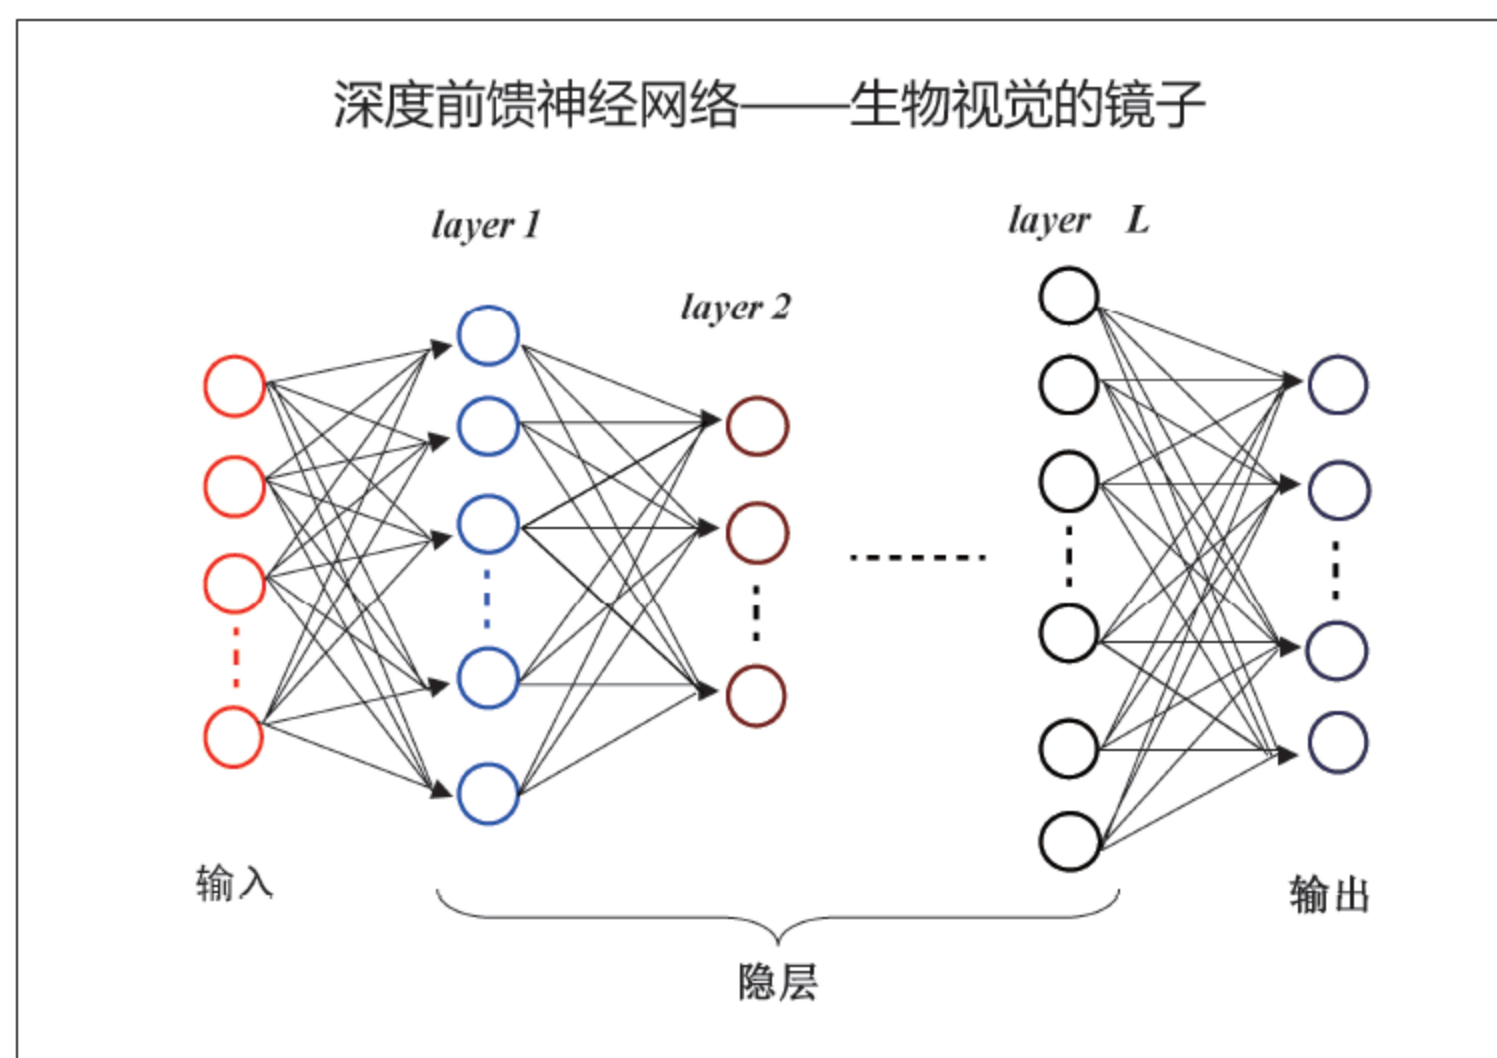 深度前馈神经网络——生物视觉的镜子
layer 1
layer L
layer 2
输入
输出
隐层